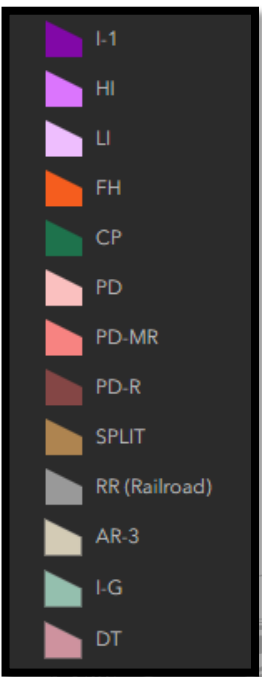 I-1
HI
LI
FH
CP
PD
PD-MR
PD-R
SPLIT
RR (Railroad)
AR-3
I-G
DT